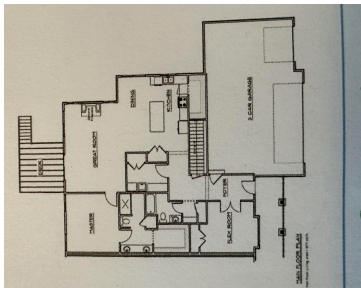 DINING
KITCHEN
3 CAR GARAGE
GREAT ROOM
DECK
FOYER
MASTER
FLEX ROOM
MAIN FLOOR PLAN